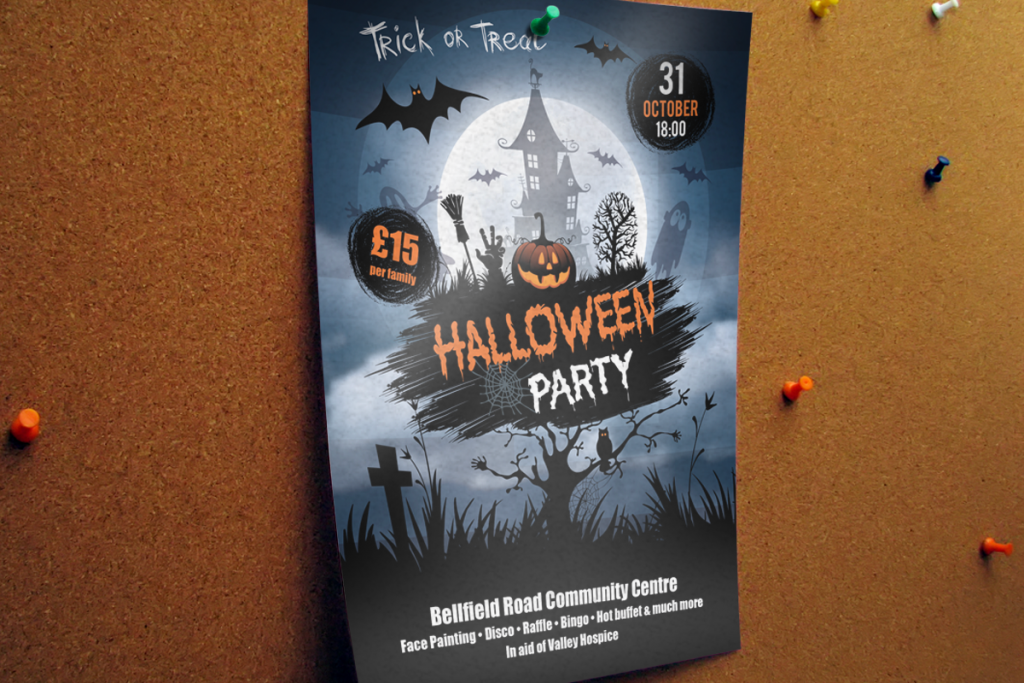 Trick or Treat
31
OCTOBER
18:00
£15
per family
HALLOWEEN
PARTY
Bellfield Road Community Centre
Face Painting • Disco • Raffle • Bingo • Hot buffet & much more
In aid of Valley Hospice